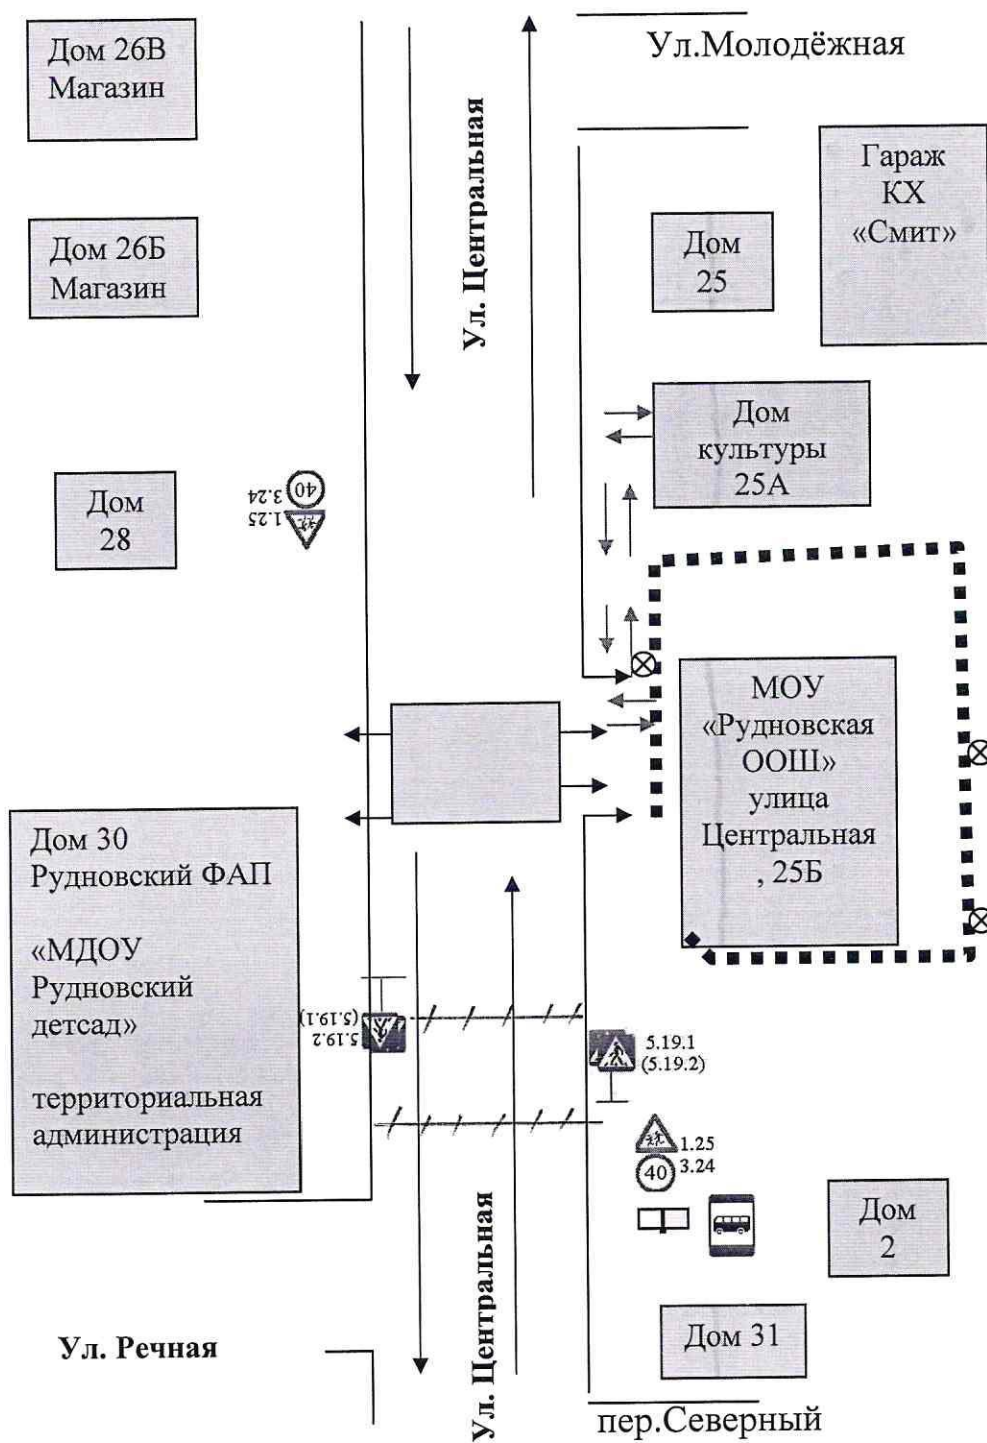 Дом 26В
Магазин
Ул.Молодёжная
Ул. Центральная
Гараж
КХ
«Смит»
Дом
25
Дом 26Б
Магазин
Дом
культуры
25А
Дом
28
40
3.24
1.25
МОУ
«Рудновская
ООШ»
улица
Центральная
, 25Б
Дом 30
Рудновский ФАП
«МДОУ
Рудновский
детсад»
территориальная
администрация
5.19.2
(5.19.1)
5.19.1
(5.19.2)
1.25
40
3.24
Дом
2
Дом 31
Ул. Речная
Ул. Центральная
пер.Северный